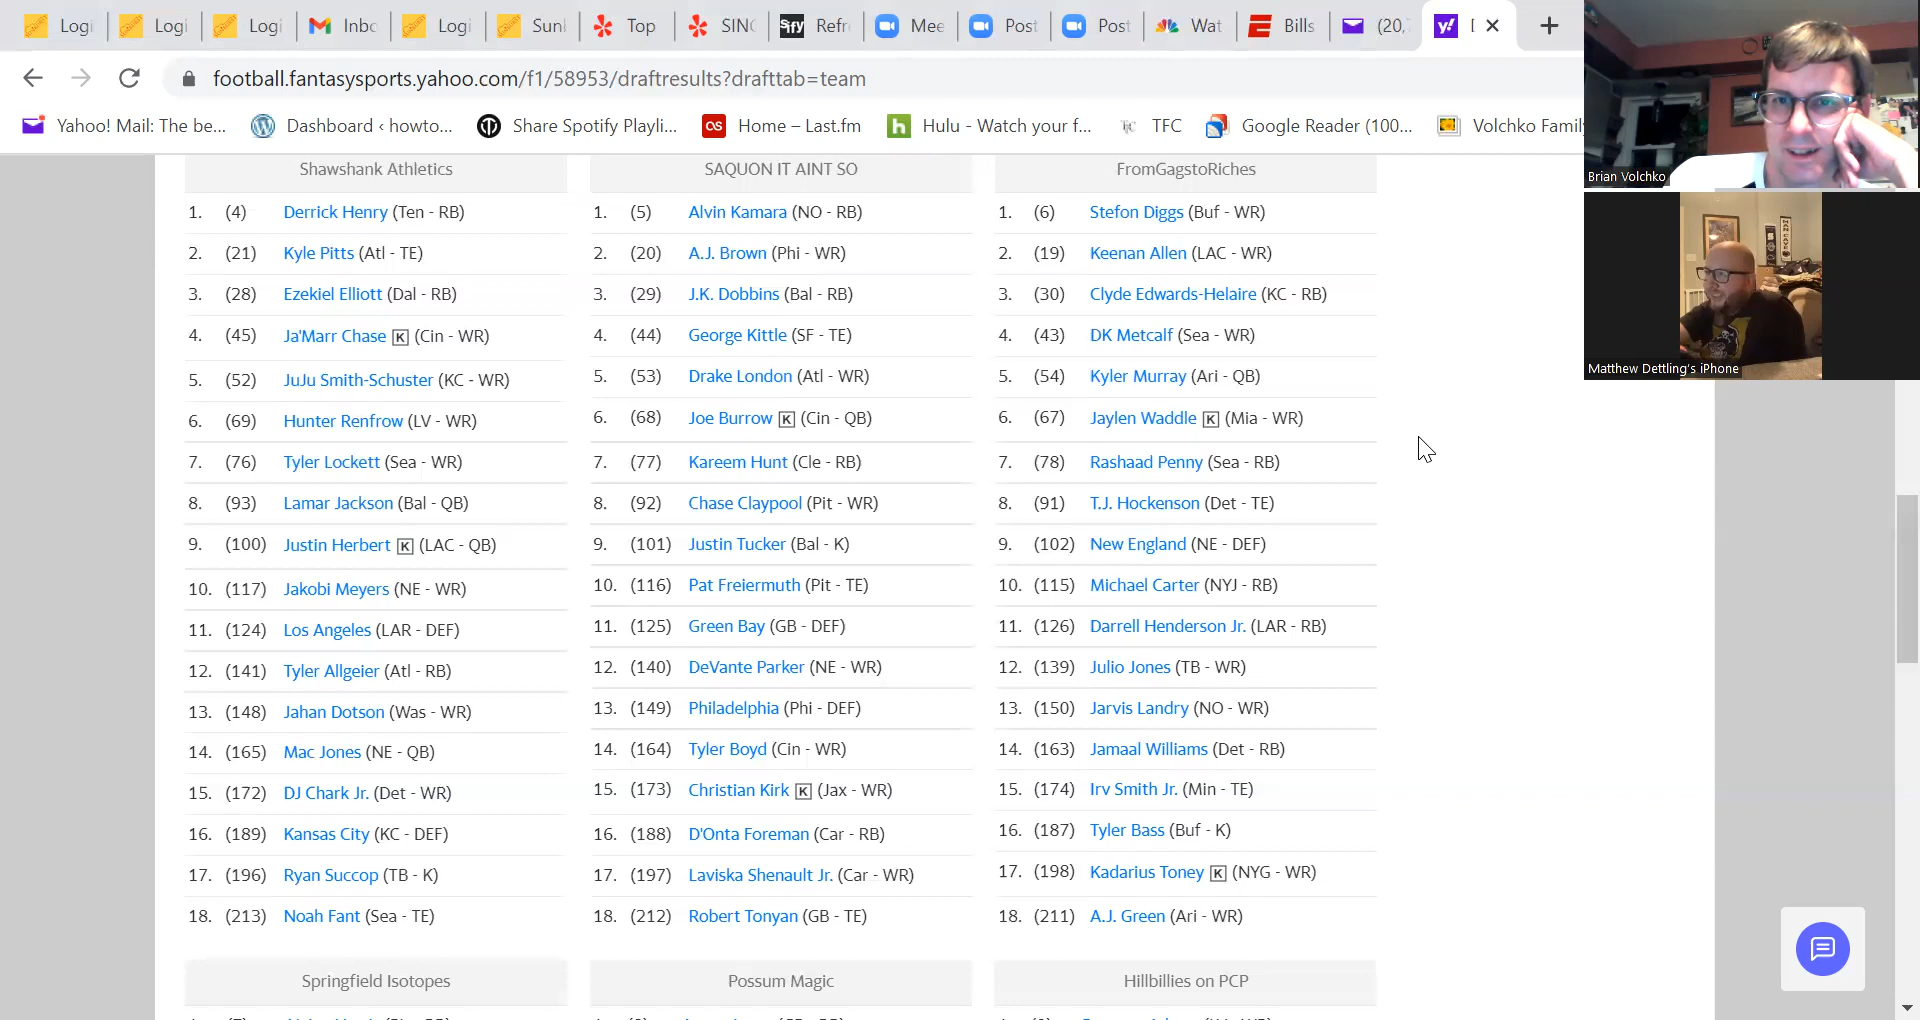 Logi
Logi
Logi
Inbo
Logi
Sunl
Top
SINC
Sify
Refr
Mee
Post
Post
Wat
Bills
(20,
football.fantasysports.yahoo.com/f1/58953/draftresults?drafttab=team
Yahoo! Mail: The be...
Dashboard ‹ howto...
Share Spotify Playli...
Home – Last.fm
Hulu - Watch your f...
TFC
Google Reader (100...
Volchko Family
Brian Volchko
Matthew Dettling's iPhone
Shawshank Athletics
1. (4) Derrick Henry (Ten - RB)
2. (21) Kyle Pitts (Atl - TE)
3. (28) Ezekiel Elliott (Dal - RB)
4. (45) Ja'Marr Chase K (Cin - WR)
5. (52) JuJu Smith-Schuster (KC - WR)
6. (69) Hunter Renfrow (LV - WR)
7. (76) Tyler Lockett (Sea - WR)
8. (93) Lamar Jackson (Bal - QB)
9. (100) Justin Herbert K (LAC - QB)
10. (117) Jakobi Meyers (NE - WR)
11. (124) Los Angeles (LAR - DEF)
12. (141) Tyler Allgeier (Atl - RB)
13. (148) Jahan Dotson (Was - WR)
14. (165) Mac Jones (NE - QB)
15. (172) DJ Chark Jr. (Det - WR)
16. (189) Kansas City (KC - DEF)
17. (196) Ryan Succop (TB - K)
18. (213) Noah Fant (Sea - TE)
SAQUON IT AINT SO
1. (5) Alvin Kamara (NO - RB)
2. (20) A.J. Brown (Phi - WR)
3. (29) J.K. Dobbins (Bal - RB)
4. (44) George Kittle (SF - TE)
5. (53) Drake London (Atl - WR)
6. (68) Joe Burrow K (Cin - QB)
7. (77) Kareem Hunt (Cle - RB)
8. (92) Chase Claypool (Pit - WR)
9. (101) Justin Tucker (Bal - K)
10. (116) Pat Freiermuth (Pit - TE)
11. (125) Green Bay (GB - DEF)
12. (140) DeVante Parker (NE - WR)
13. (149) Philadelphia (Phi - DEF)
14. (164) Tyler Boyd (Cin - WR)
15. (173) Christian Kirk K (Jax - WR)
16. (188) D'Onta Foreman (Car - RB)
17. (197) Laviska Shenault Jr. (Car - WR)
18. (212) Robert Tonyan (GB - TE)
FromGagstoRiches
1. (6) Stefon Diggs (Buf - WR)
2. (19) Keenan Allen (LAC - WR)
3. (30) Clyde Edwards-Helaire (KC - RB)
4. (43) DK Metcalf (Sea - WR)
5. (54) Kyler Murray (Ari - QB)
6. (67) Jaylen Waddle K (Mia - WR)
7. (78) Rashaad Penny (Sea - RB)
8. (91) T.J. Hockenson (Det - TE)
9. (102) New England (NE - DEF)
10. (115) Michael Carter (NYJ - RB)
11. (126) Darrell Henderson Jr. (LAR - RB)
12. (139) Julio Jones (TB - WR)
13. (150) Jarvis Landry (NO - WR)
14. (163) Jamaal Williams (Det - RB)
15. (174) Irv Smith Jr. (Min - TE)
16. (187) Tyler Bass (Buf - K)
17. (198) Kadarius Toney K (NYG - WR)
18. (211) A.J. Green (Ari - WR)
Springfield Isotopes
Possum Magic
Hillbillies on PCP